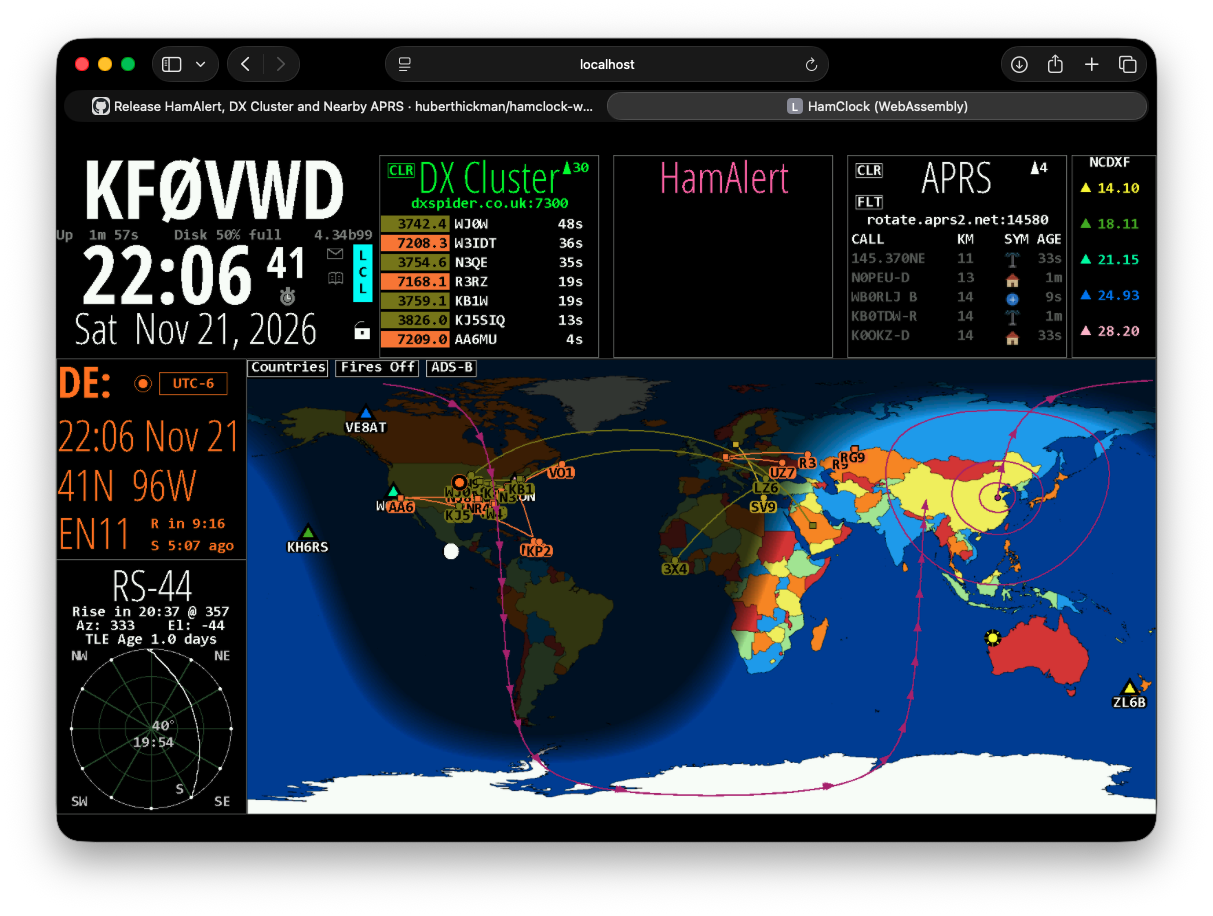 localhost
Release HamAlert, DX Cluster and Nearby APRS · huberthickman/hamclock-w...
L HamClock (WebAssembly)
KFØVWD
Up 1m 57s Disk 50% full 4.34b99
22:06 41
LCL
Sat Nov 21, 2026
CLR DX Cluster 30
dxspider.co.uk:7300
3742.4 WJ0W 48s
7208.3 W3IDT 36s
3754.6 N3QE 35s
7168.1 R3RZ 19s
3759.1 KB1W 19s
3826.0 KJ5SIQ 13s
7209.0 AA6MU 4s
HamAlert
CLR APRS 4
FLT
rotate.aprs2.net:14580
CALL KM SYM AGE
145.370NE 11 33s
N0PEU-D 13 1m
WB0RLJ B 14 9s
KB0TDW-R 14 1m
K0OKZ-D 14 33s
NCDXF
14.10
18.11
21.15
24.93
28.20
DE: UTC-6
22:06 Nov 21
41N 96W
EN11 R in 9:16
S 5:07 ago
RS-44
Rise in 20:37 @ 357
Az: 333 El: -44
TLE Age 1.0 days
NW NE
40°
19:54
S
SW SE
Countries Fires Off ADS-B
VE8AT
VO1
UZ7
R3
R9
RG9
AA6
KB1
LZ6
SV9
KJ5
NR4
W4
KH6RS
KP2
3X4
ZL6B